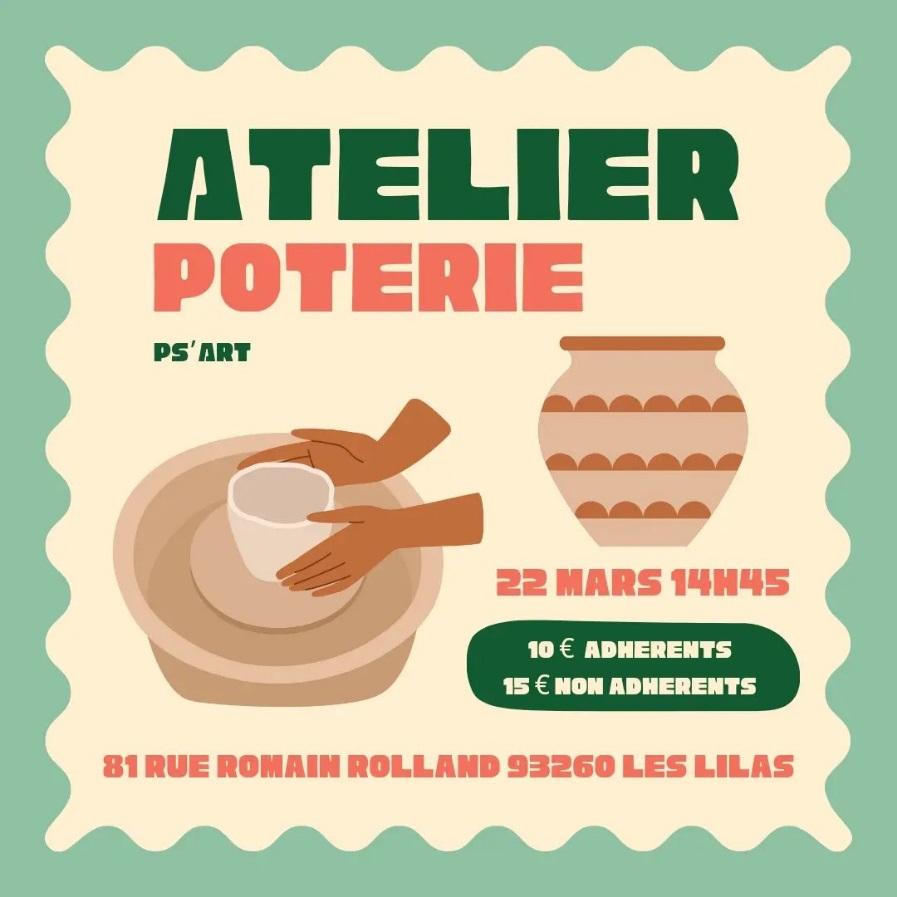 ATELIER
POTERIE
PS'ART
22 MARS 14H45
10 € ADHERENTS
15 € NON ADHERENTS
81 RUE ROMAIN ROLLAND 93260 LES LILAS